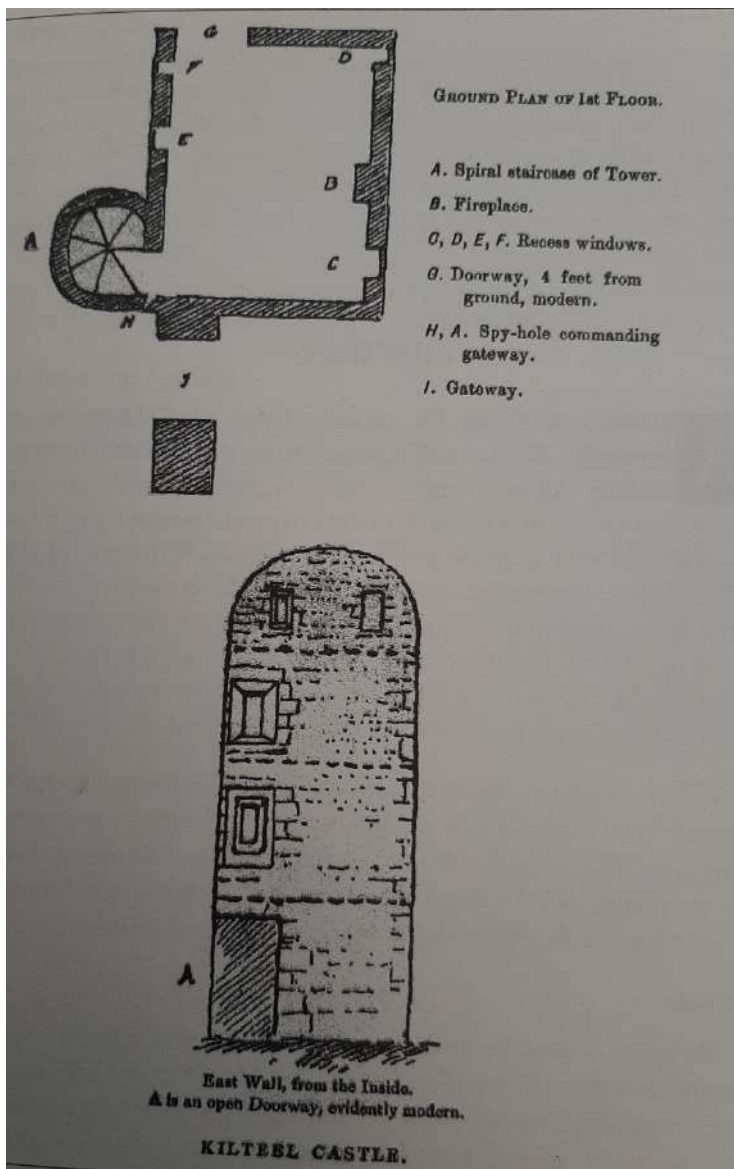 G
F
D
E
B
A
C
H
I
GROUND PLAN OF 1st FLOOR.
A. Spiral staircase of Tower.
B. Fireplace.
C, D, E, F. Recess windows.
G. Doorway, 4 feet from
ground, modern.
H, A. Spy-hole commanding
gateway.
I. Gateway.
A
East Wall, from the Inside.
A is an open Doorway, evidently modern.
KILTEEL CASTLE.